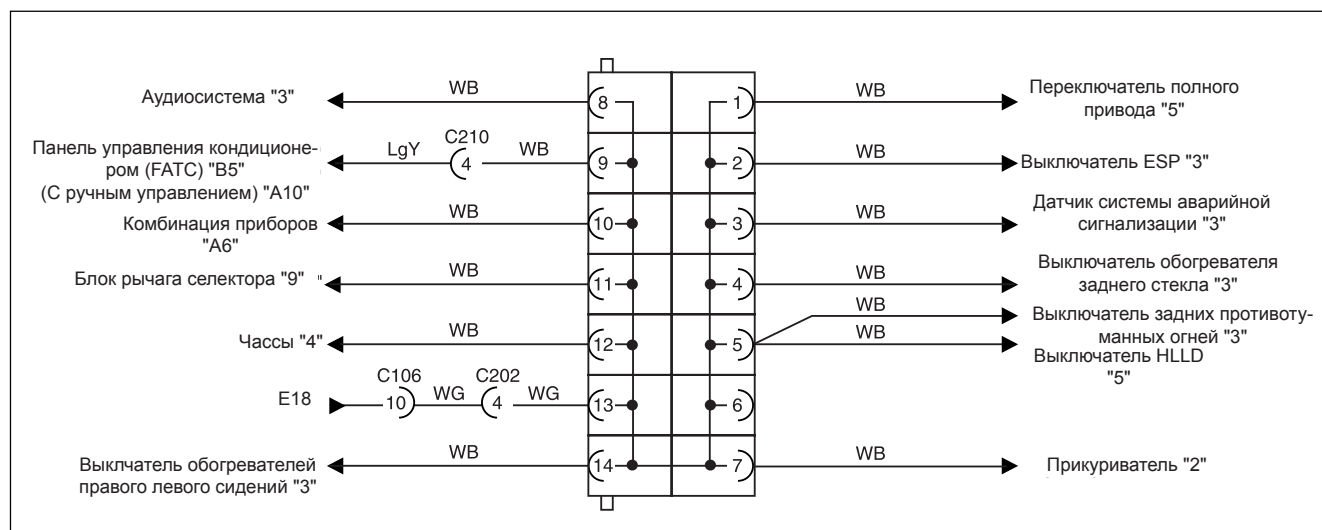 Аудиосистема "3"
WB
8
1
WB
Переключатель полного
привода "5"
Панель управления кондиционе-
ром (FATC) "B5"
(С ручным управлением) "A10"
LgY
C210
4
WB
9
2
WB
Выключатель ESP "3"
Комбинация приборов
"A6"
WB
10
3
WB
Датчик системы аварийной
сигнализации "3"
Блок рычага селектора "9"
WB
11
4
WB
Выключатель обогревателя
заднего стекла "3"
Чассы "4"
WB
12
5
WB
WB
Выключатель задних противоту-
манных огней "3"
Выключатель HLLD
"5"
E18
C106
10
WG
C202
4
WG
13
6
Выклчатель обогревателей
правого левого сидений "3"
WB
14
7
WB
Прикуриватель "2"